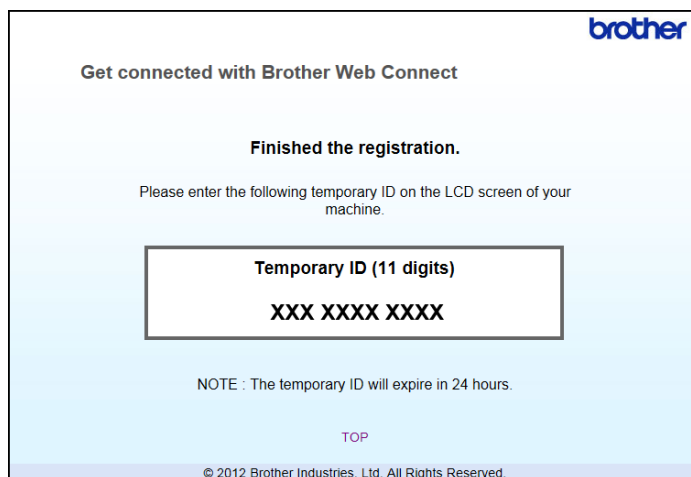 brother
Get connected with Brother Web Connect
Finished the registration.
Please enter the following temporary ID on the LCD screen of your
machine.
Temporary ID (11 digits)
XXX XXXX XXXX
NOTE : The temporary ID will expire in 24 hours.
TOP
© 2012 Brother Industries, Ltd. All Rights Reserved.